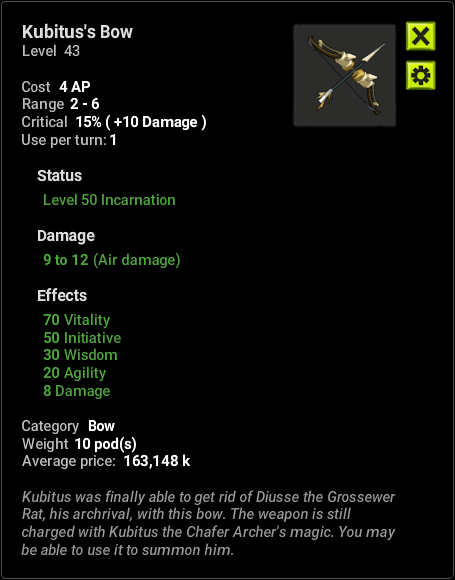 Kubitus's Bow
Level 43
Cost 4 AP
Range 2 - 6
Critical 15% ( +10 Damage )
Use per turn: 1
Status
Level 50 Incarnation
Damage
9 to 12 (Air damage)
Effects
70 Vitality
50 Initiative
30 Wisdom
20 Agility
8 Damage
Category Bow
Weight 10 pod(s)
Average price: 163,148 k
Kubitus was finally able to get rid of Diusse the Grossewer
Rat, his archrival, with this bow. The weapon is still
charged with Kubitus the Chafer Archer's magic. You may
be able to use it to summon him.